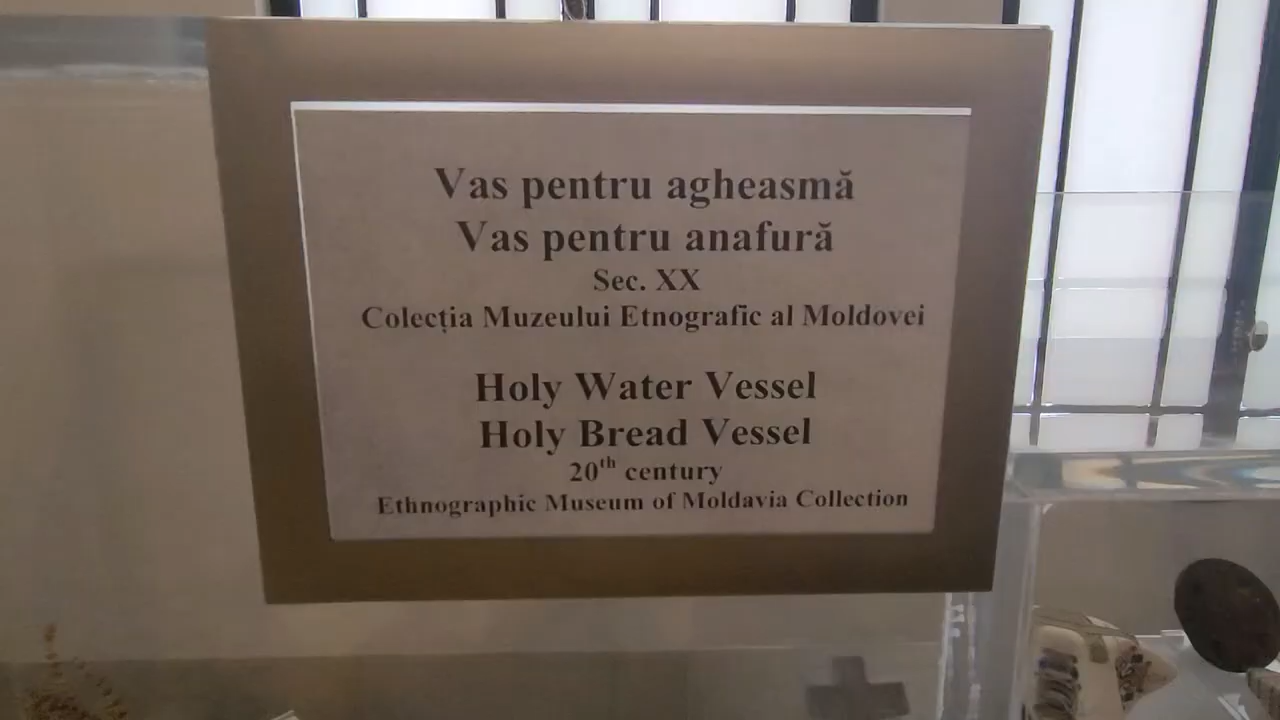 Vas pentru agheasmă
Vas pentru anafură
Sec. XX
Colecția Muzeului Etnografic al Moldovei
Holy Water Vessel
Holy Bread Vessel
20th century
Ethnographic Museum of Moldavia Collection